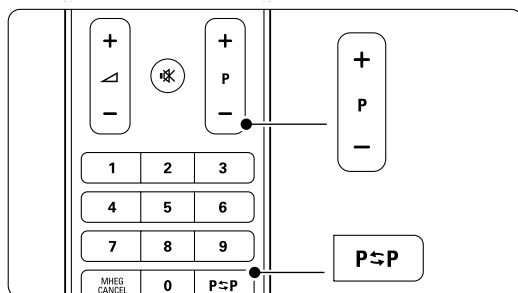 + + +
P P
− − −
1 2 3
4 5 6
7 8 9
P⇆P
MHEG CANCEL 0 P⇆P